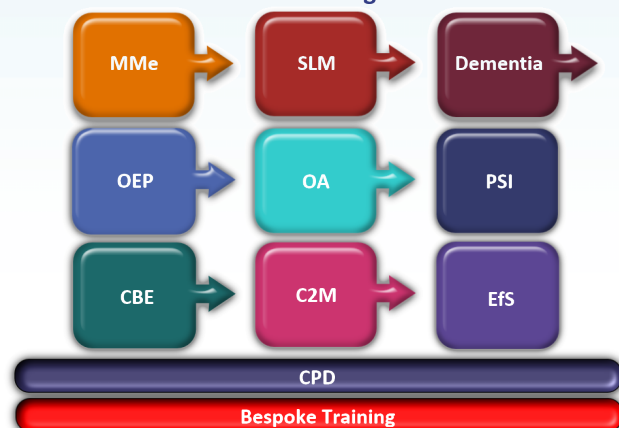 MMe
SLM
Dementia
OEP
OA
PSI
CBE
C2M
EfS
CPD
Bespoke Training